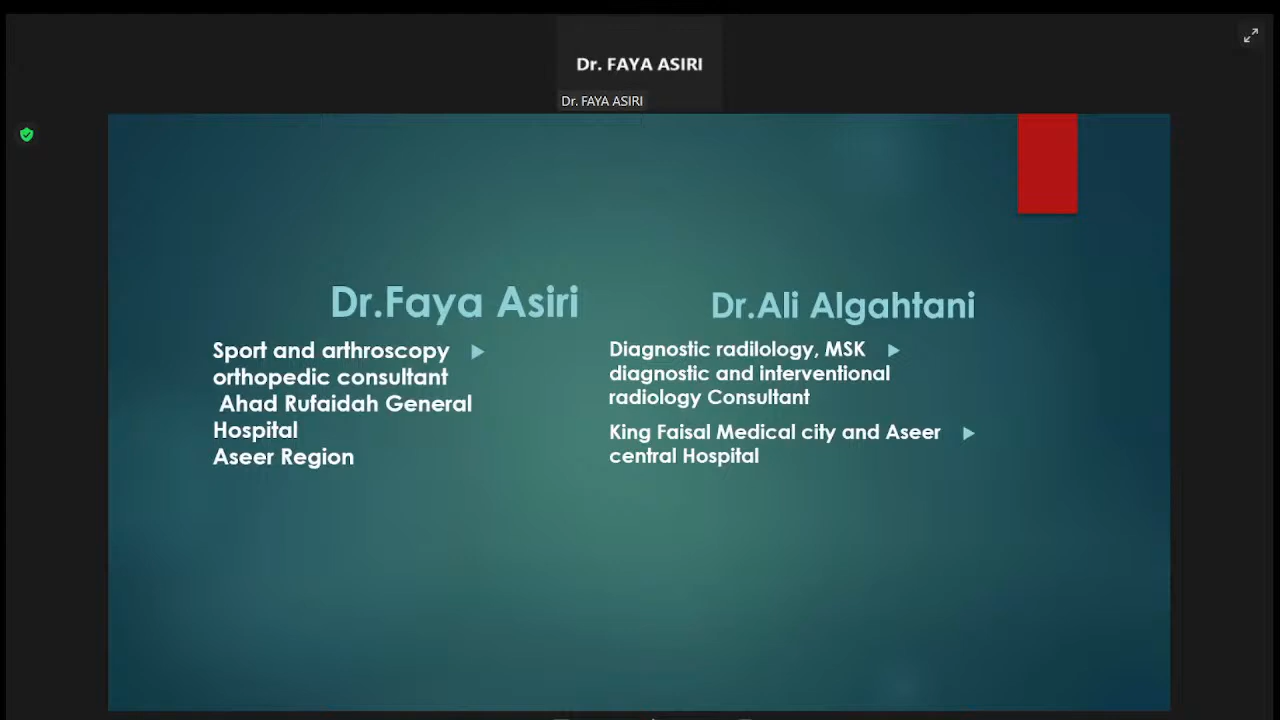 Dr. FAYA ASIRI
Dr. FAYA ASIRI
Dr.Faya Asiri
Sport and arthroscopy
orthopedic consultant
Ahad Rufaidah General
Hospital
Aseer Region
Dr.Ali Algahtani
Diagnostic radilology, MSK
diagnostic and interventional
radiology Consultant
King Faisal Medical city and Aseer
central Hospital